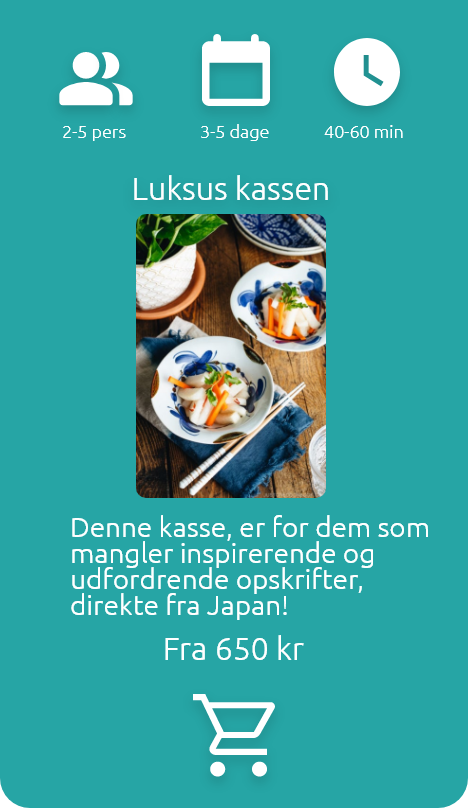 2-5 pers
3-5 dage
40-60 min
Luksus kassen
Denne kasse, er for dem som
mangler inspirerende og
udfordrende opskrifter,
direkte fra Japan!
Fra 650 kr